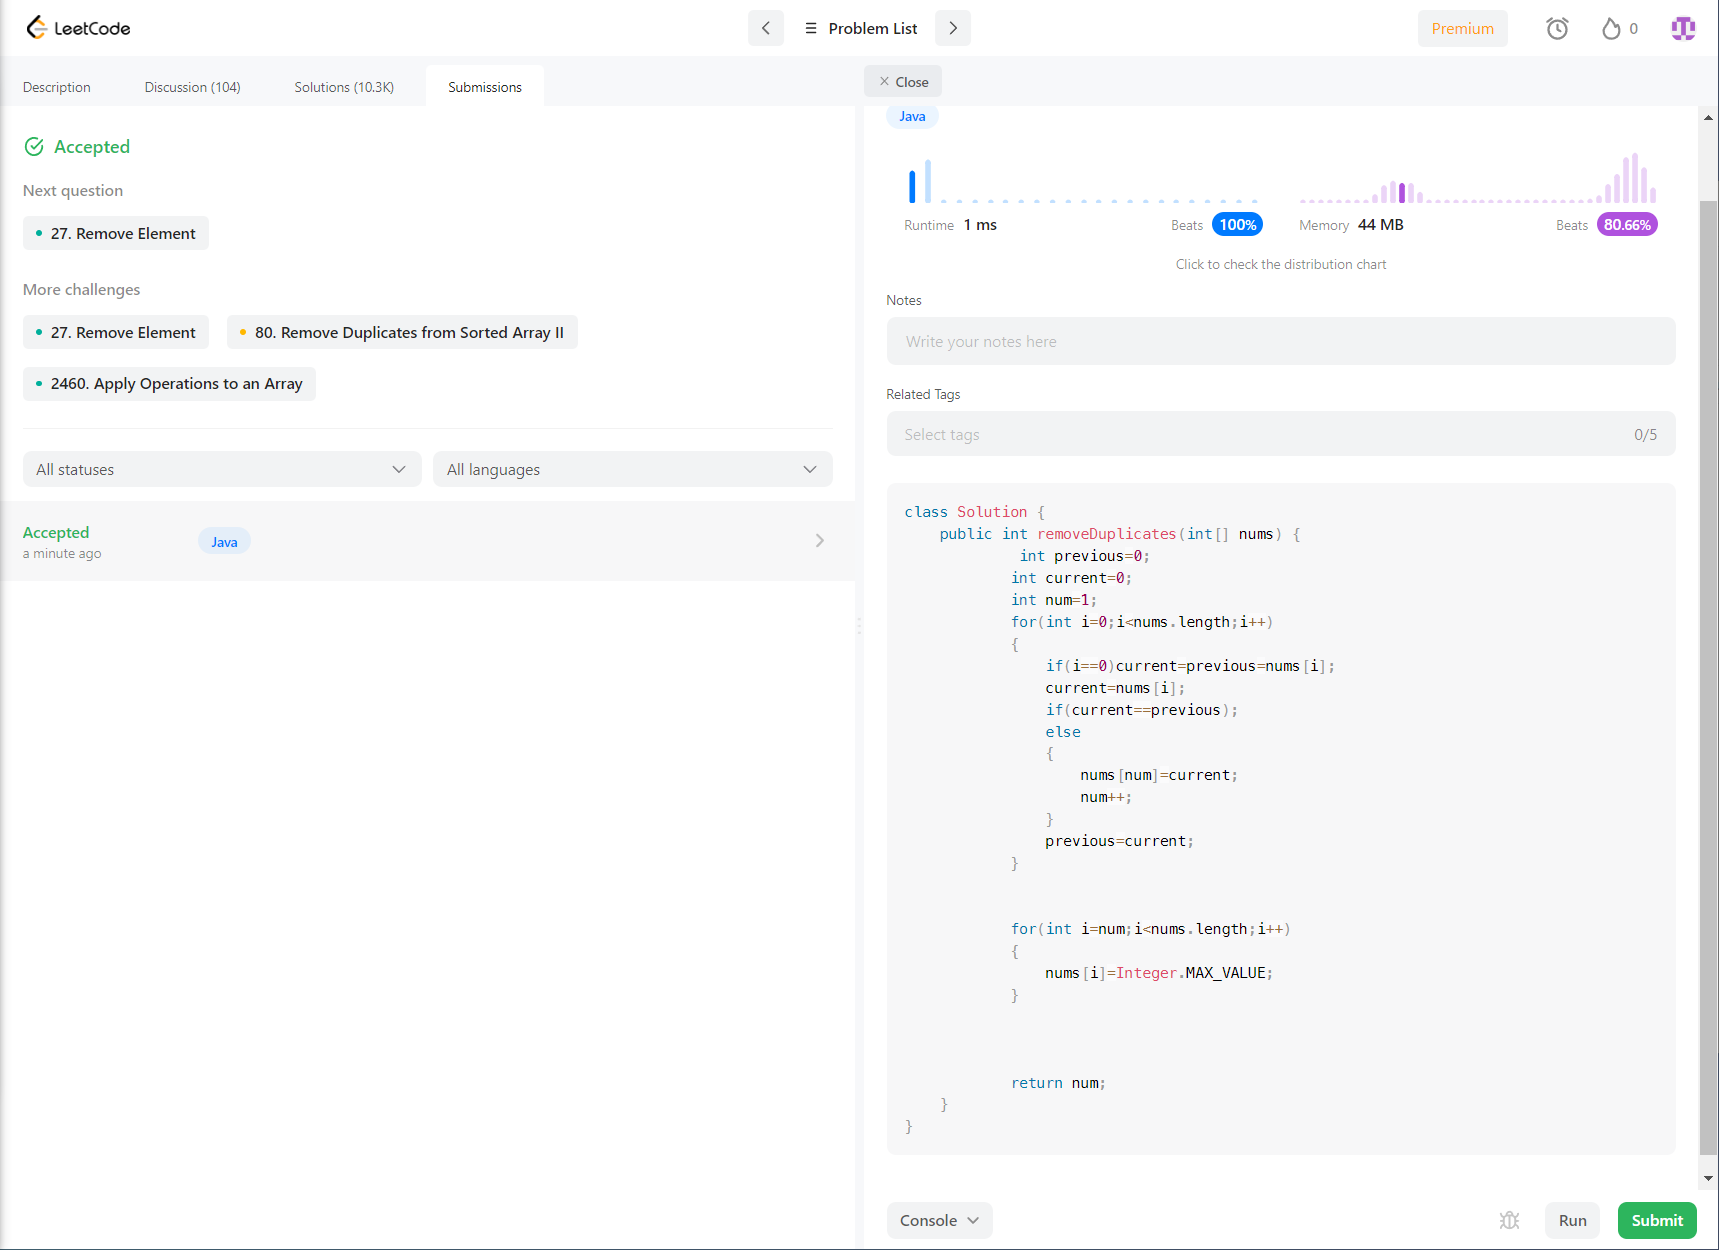 LeetCode
Problem List
Premium
0
Description
Discussion (104)
Solutions (10.3K)
Submissions
Close
Accepted
Next question
27. Remove Element
More challenges
27. Remove Element
80. Remove Duplicates from Sorted Array II
2460. Apply Operations to an Array
All statuses
All languages
Accepted
a minute ago
Java
Java
Runtime 1 ms
Beats 100%
Memory 44 MB
Beats 80.66%
Click to check the distribution chart
Notes
Write your notes here
Related Tags
Select tags
0/5
class Solution {
public int removeDuplicates(int[] nums) {
int previous=0;
int current=0;
int num=1;
for(int i=0;i<nums.length;i++)
{
if(i==0)current=previous=nums[i];
current=nums[i];
if(current==previous);
else
{
nums[num]=current;
num++;
}
previous=current;
}
for(int i=num;i<nums.length;i++)
{
nums[i]=Integer.MAX_VALUE;
}
return num;
}
}
Console
Run
Submit